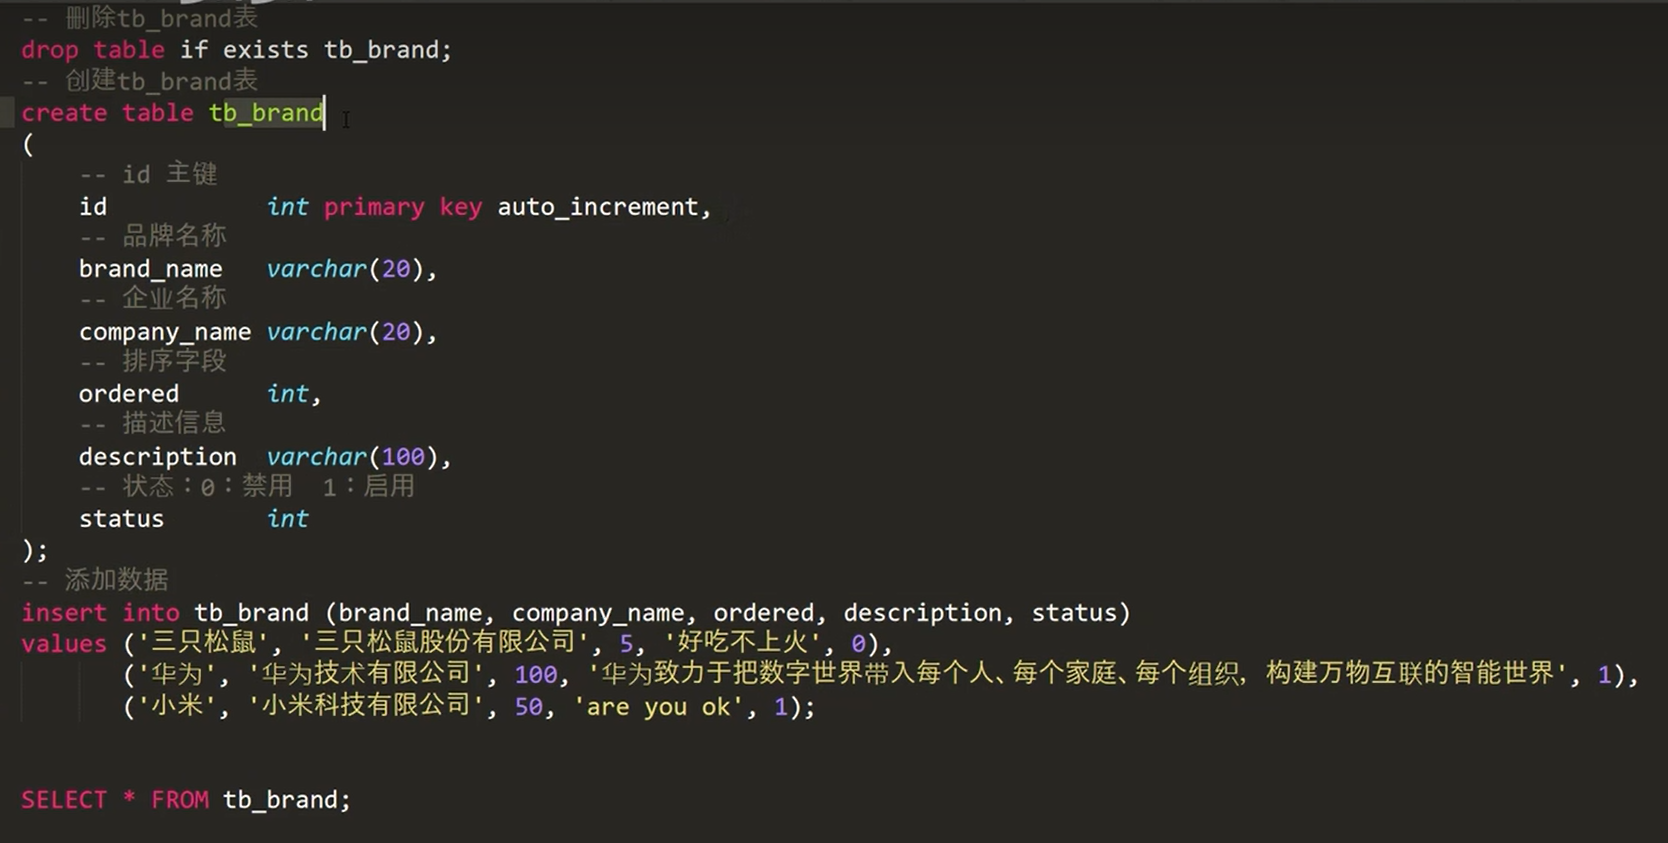 -- 删除tb_brand表
drop table if exists tb_brand;
-- 创建tb_brand表
create table tb_brand
(
    -- id 主键
    id           int primary key auto_increment,
    -- 品牌名称
    brand_name   varchar(20),
    -- 企业名称
    company_name varchar(20),
    -- 排序字段
    ordered      int,
    -- 描述信息
    description  varchar(100),
    -- 状态：0：禁用  1：启用
    status       int
);
-- 添加数据
insert into tb_brand (brand_name, company_name, ordered, description, status)
values ('三只松鼠', '三只松鼠股份有限公司', 5, '好吃不上火', 0),
       ('华为', '华为技术有限公司', 100, '华为致力于把数字世界带入每个人、每个家庭、每个组织，构建万物互联的智能世界', 1),
       ('小米', '小米科技有限公司', 50, 'are you ok', 1);
SELECT * FROM tb_brand;